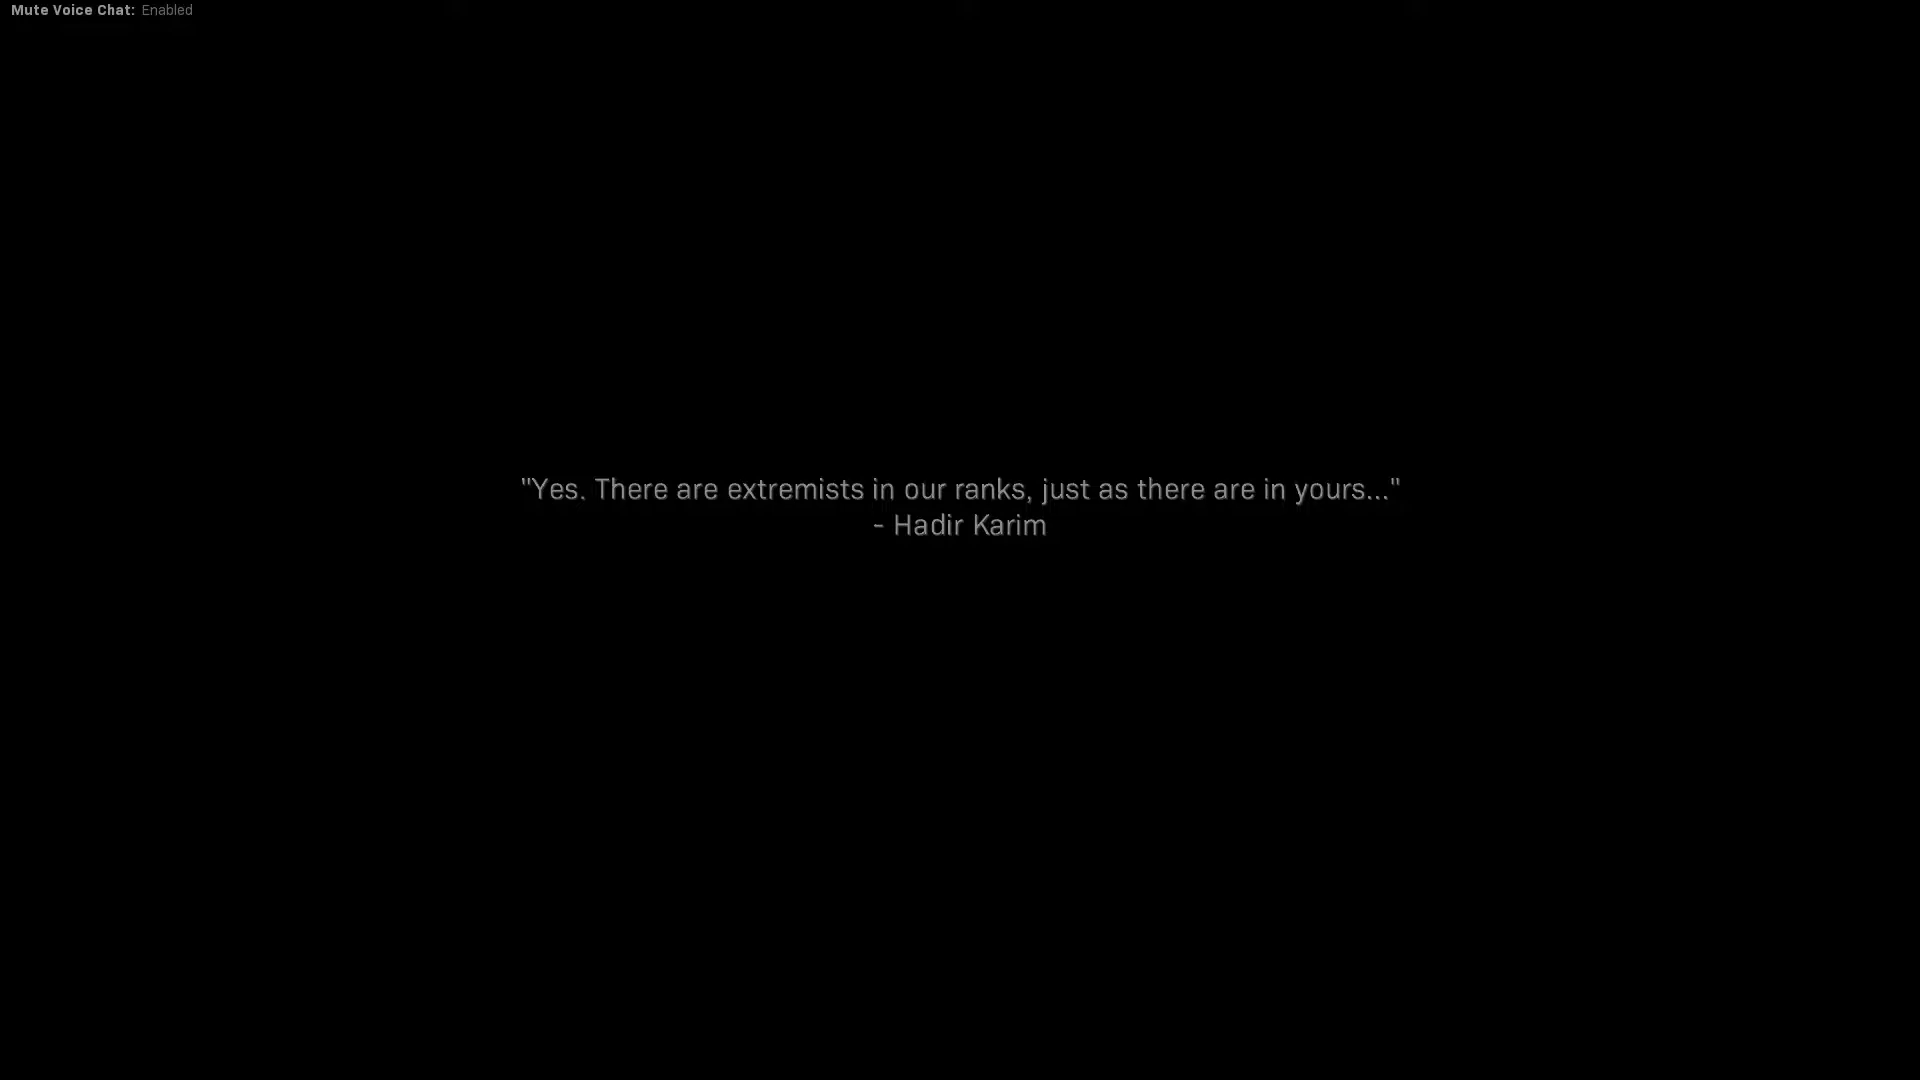 Mute Voice Chat: Enabled
"Yes. There are extremists in our ranks, just as there are in yours..."
- Hadir Karim